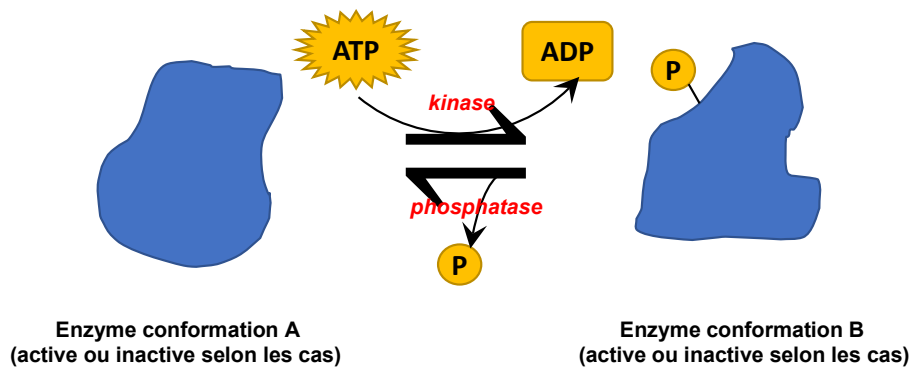 ATP
ADP
P
kinase
phosphatase
P
Enzyme conformation A
(active ou inactive selon les cas)
Enzyme conformation B
(active ou inactive selon les cas)